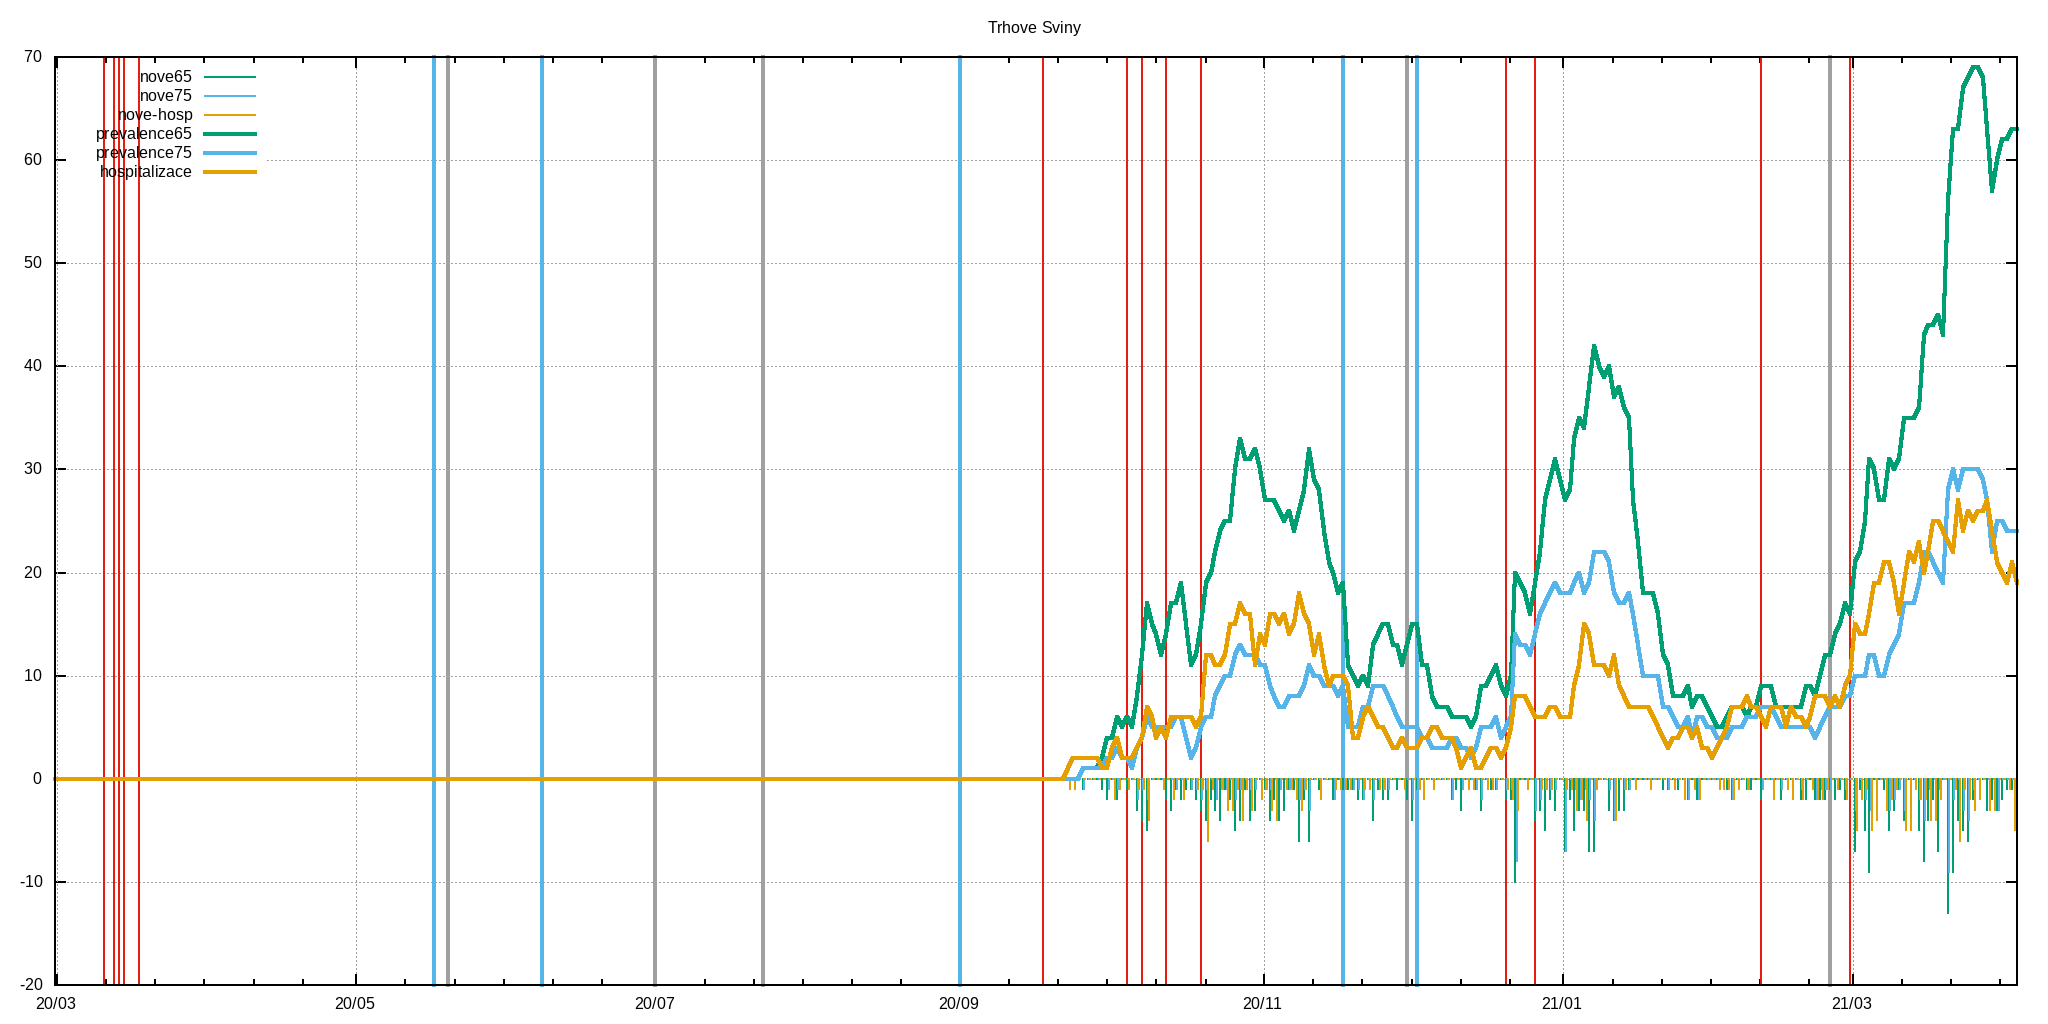 Trhove Sviny
70
60
50
40
30
20
10
0
-10
-20
nove65
nove75
nove-hosp
prevalence65
prevalence75
hospitalizace
20/03 20/05 20/07 20/09 20/11 21/01 21/03